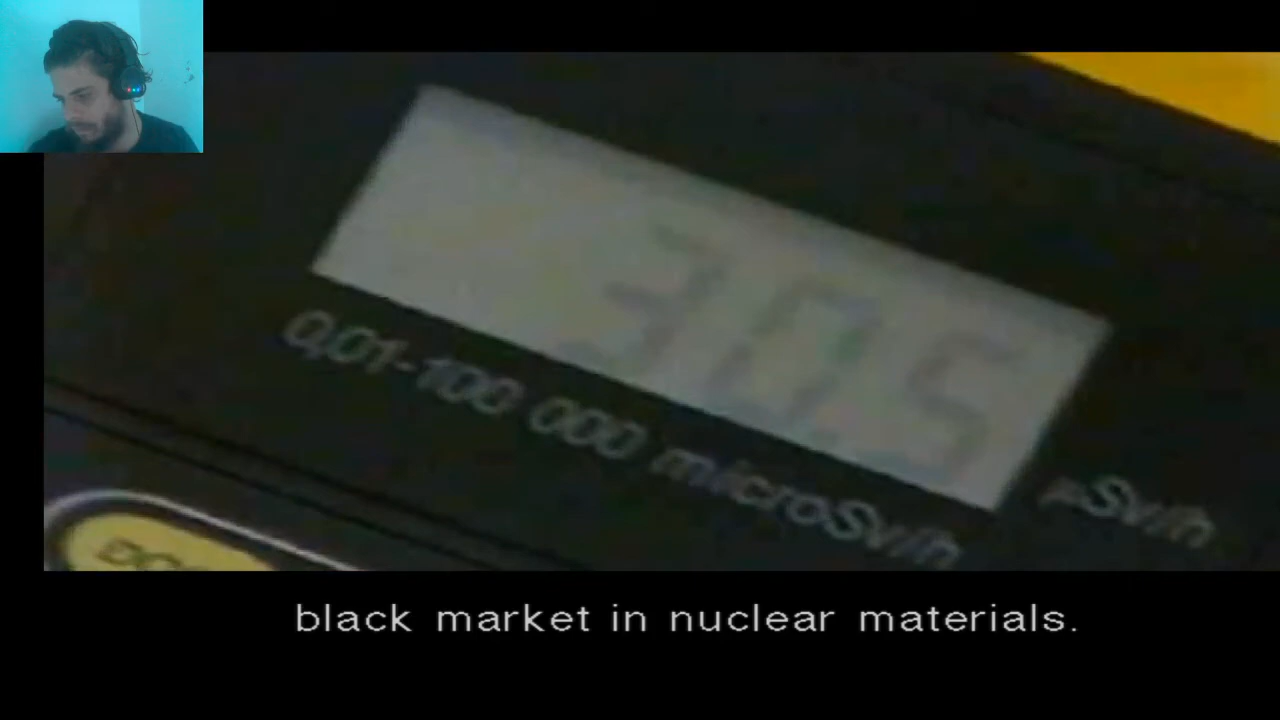 305
0,01-100 000 microSv/h
µSv/h
black market in nuclear materials.